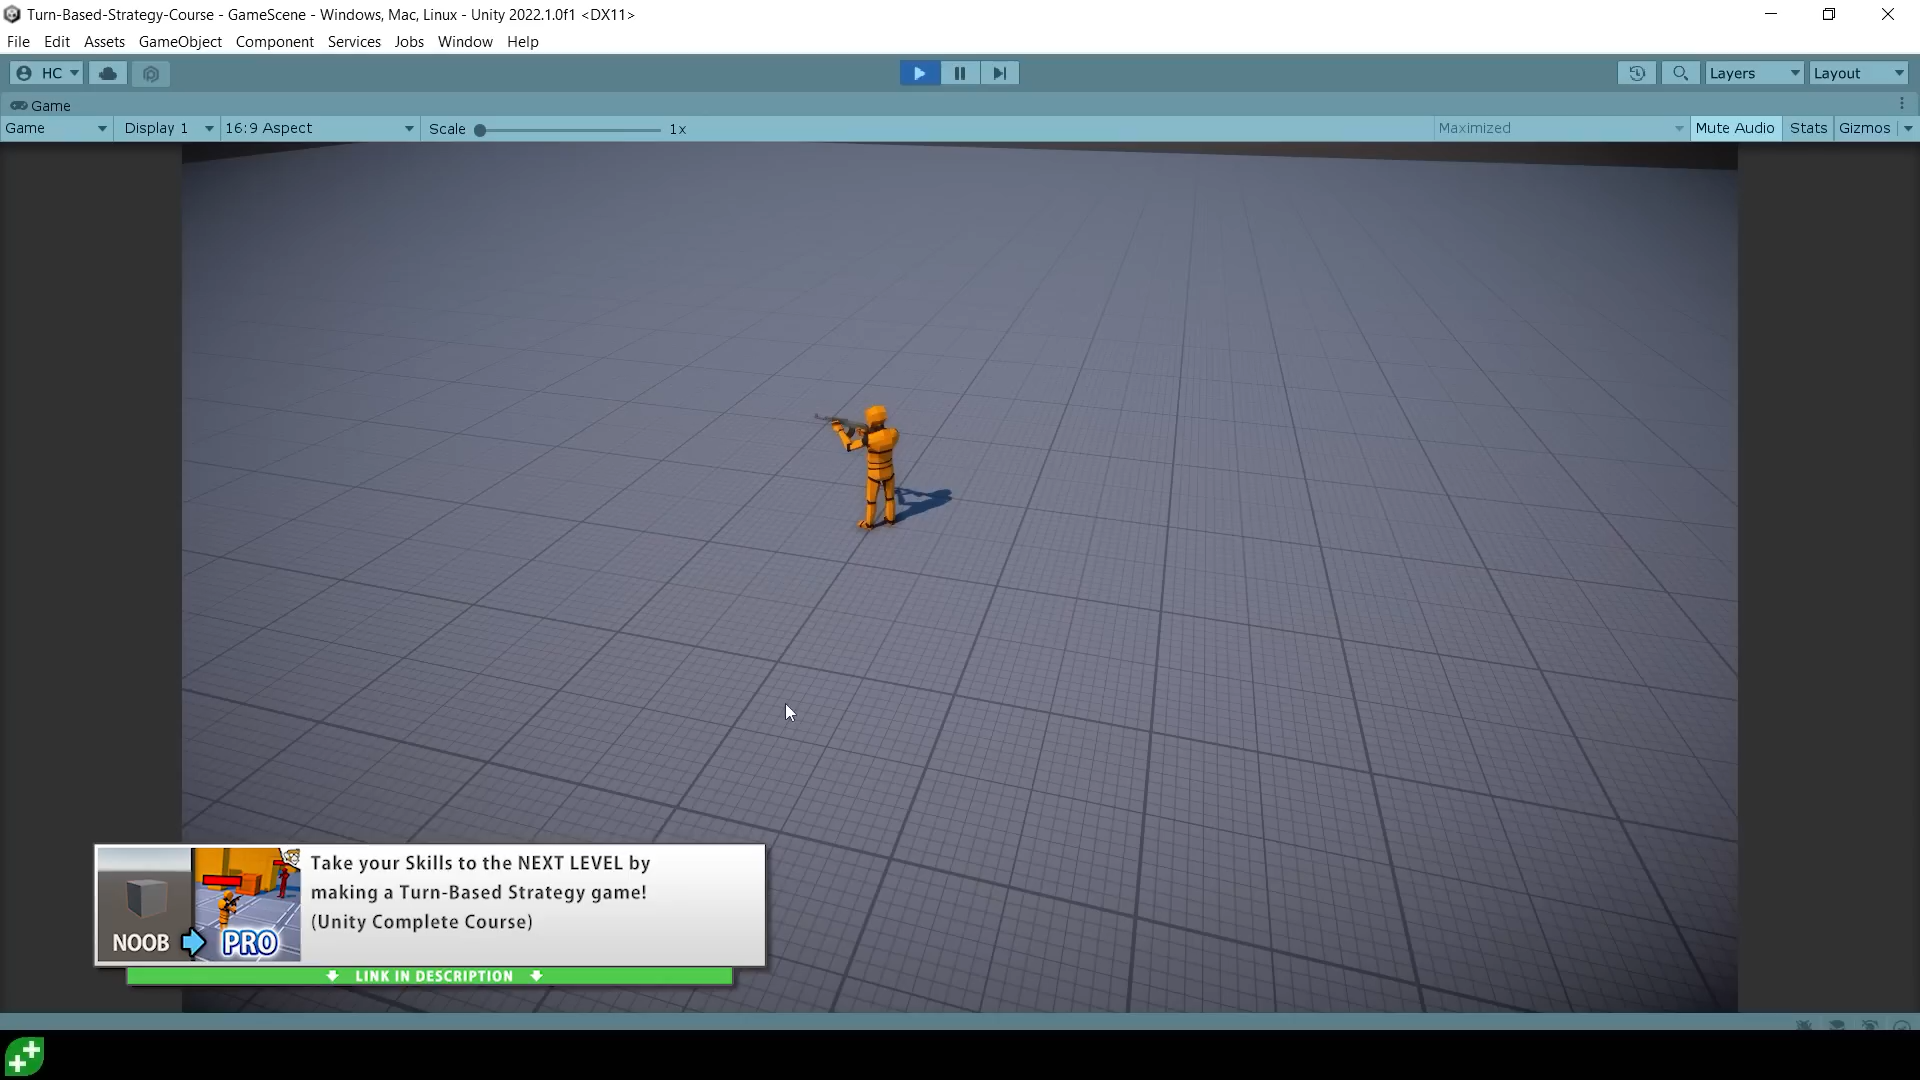 Turn-Based-Strategy-Course - GameScene - Windows, Mac, Linux - Unity 2022.1.0f1 <DX11>
File Edit Assets GameObject Component Services Jobs Window Help
HC Layers Layout
Game
Game Display 1 16:9 Aspect Scale 1x Maximized Mute Audio Stats Gizmos
Take your Skills to the NEXT LEVEL by
making a Turn-Based Strategy game!
(Unity Complete Course)
NOOB PRO
LINK IN DESCRIPTION